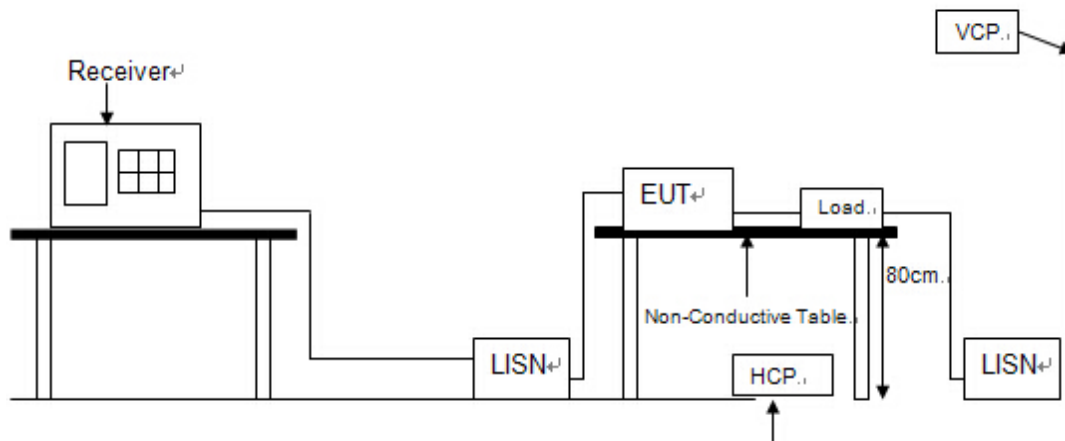 VCP.
Receiver
EUT
Load.
80cm.
Non-Conductive Table.
LISN
HCP.
LISN